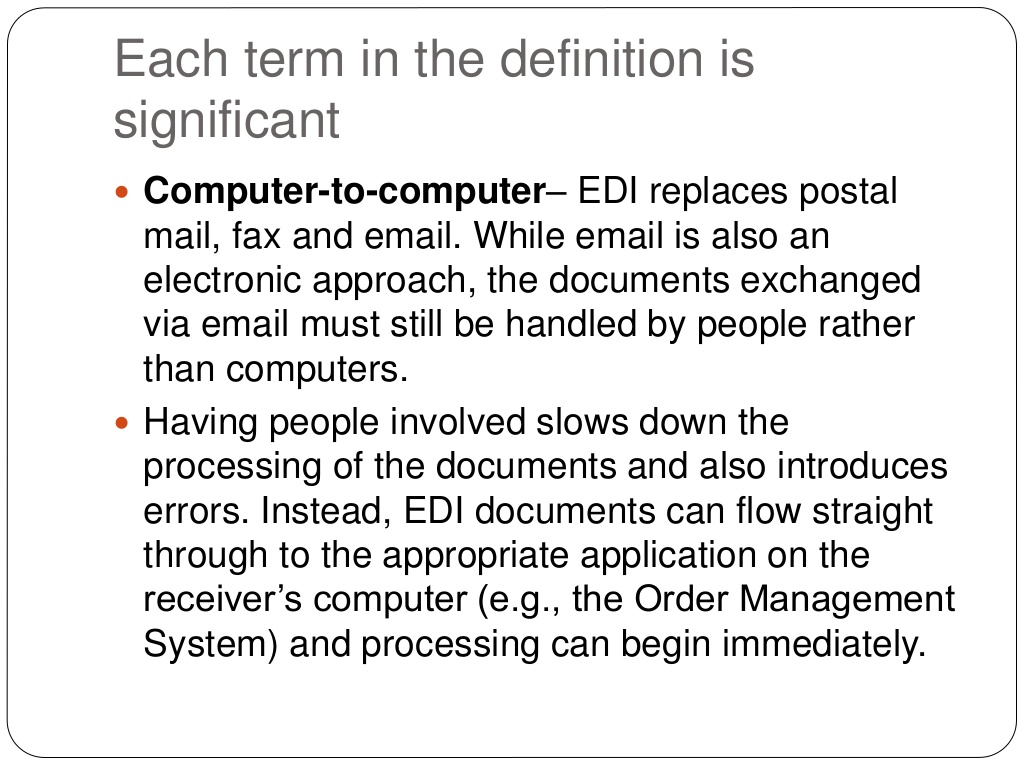 Each term in the definition is
significant
• Computer-to-computer– EDI replaces postal
mail, fax and email. While email is also an
electronic approach, the documents exchanged
via email must still be handled by people rather
than computers.
• Having people involved slows down the
processing of the documents and also introduces
errors. Instead, EDI documents can flow straight
through to the appropriate application on the
receiver’s computer (e.g., the Order Management
System) and processing can begin immediately.